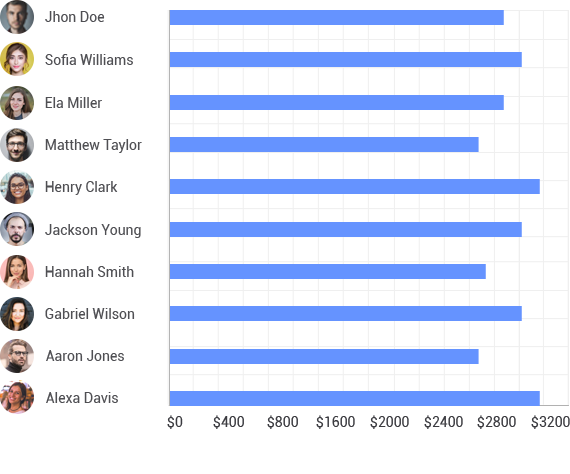 Jhon Doe
Sofia Williams
Ela Miller
Matthew Taylor
Henry Clark
Jackson Young
Hannah Smith
Gabriel Wilson
Aaron Jones
Alexa Davis
$0 $400 $800 $1600 $2000 $2400 $2800 $3200